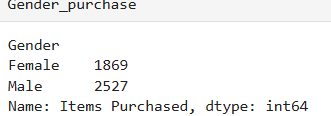 Gender_purchase
Gender
Female 1869
Male 2527
Name: Items Purchased, dtype: int64